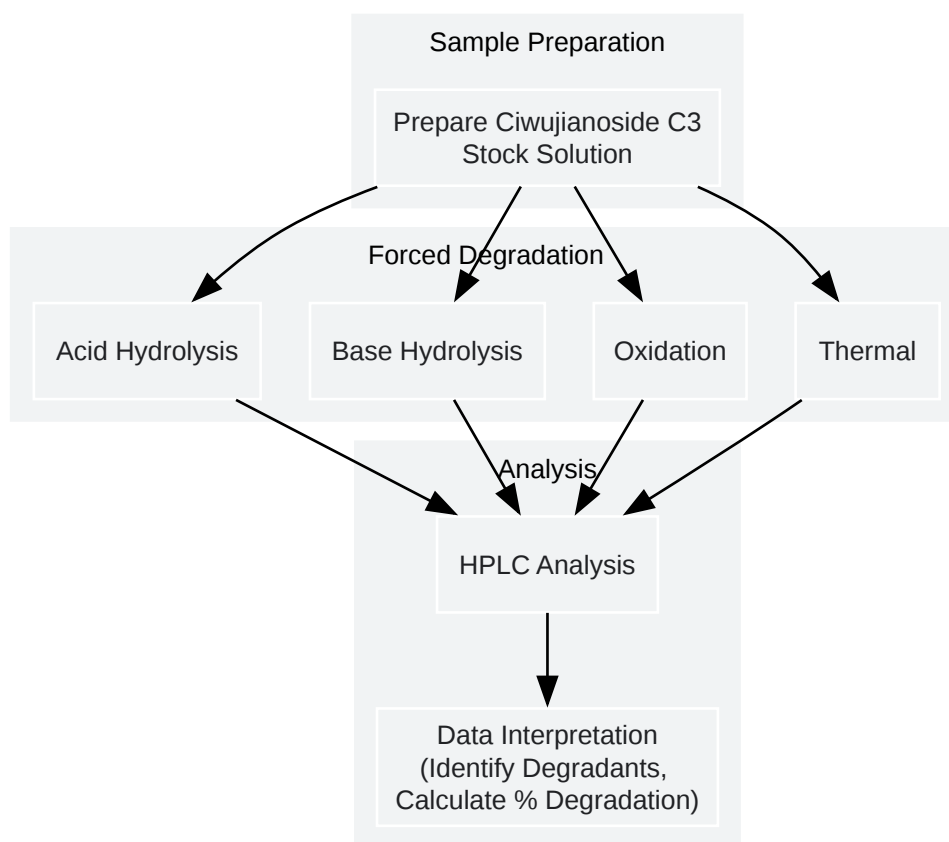 Sample Preparation
Prepare Ciwujianoside C3
Stock Solution
Forced Degradation
Acid Hydrolysis
Base Hydrolysis
Oxidation
Thermal
Analysis
HPLC Analysis
Data Interpretation
(Identify Degradants,
Calculate % Degradation)